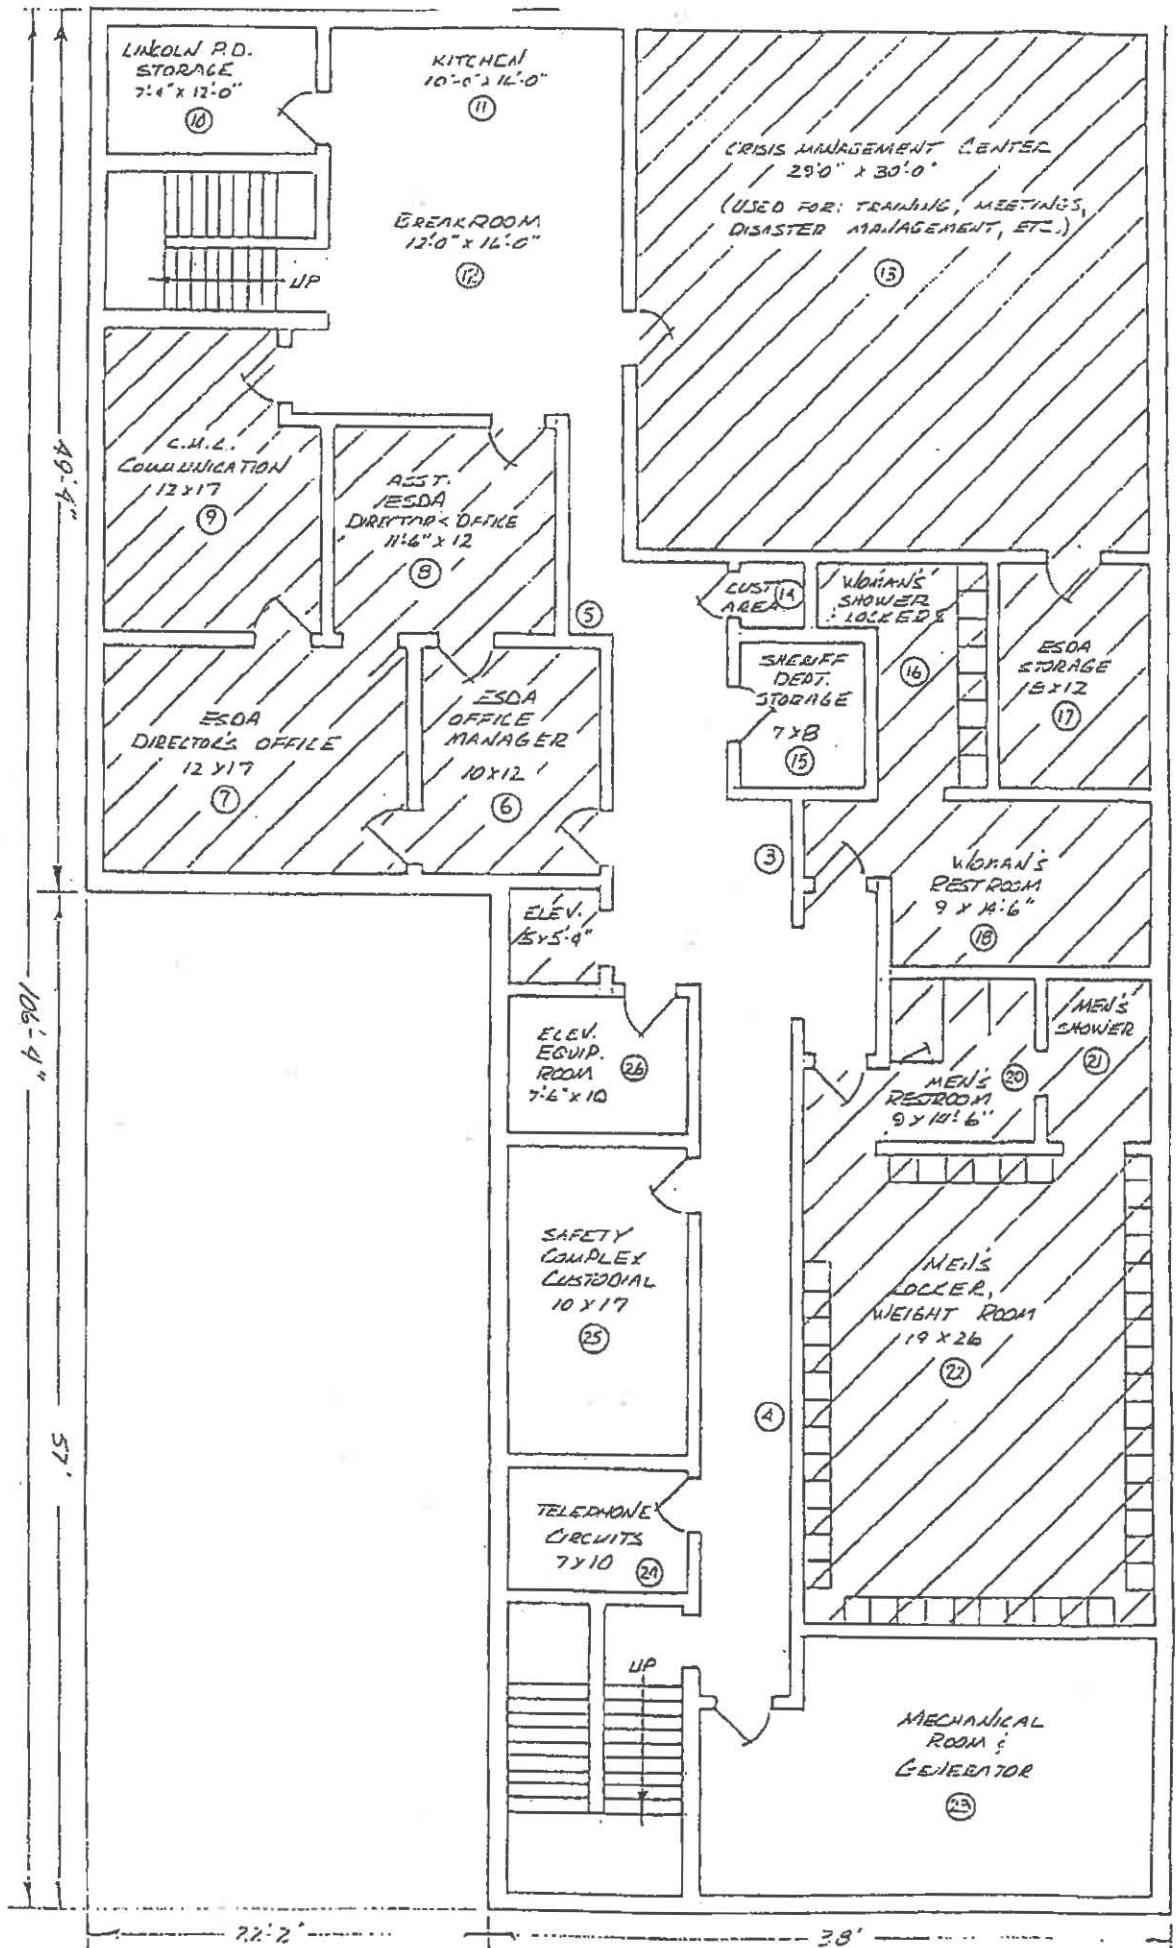 LINCOLN P.D.
STORAGE
7'-4" X 12'-0"
10
KITCHEN
10'-0" X 16'-0"
11
CRISIS MANAGEMENT CENTER
29'0" X 30'-0"
(USED FOR: TRAINING, MEETINGS,
DISASTER MANAGEMENT, ETC.)
13
BREAKROOM
12'-0" X 16'-0"
12
UP
C.M.C.
COMMUNICATION
12 X 17
9
ASST.
ESDA
DIRECTOR'S OFFICE
11'-6" X 12
8
5
CUST.
AREA
14
WOMAN'S
SHOWER
LOCKERS
16
SHERIFF
DEPT.
STORAGE
7 X 8
15
ESDA
STORAGE
17
ESDA
DIRECTOR'S OFFICE
12 X 17
7
ESDA
OFFICE
MANAGER
10 X 12
6
3
WOMAN'S
RESTROOM
9 X 14'-6"
18
ELEV.
ELEV.
EQUIP.
ROOM
7'-6" X 10
26
MEN'S
SHOWER
21
MEN'S
RESTROOM
9 X 14'-6"
20
SAFETY
COMPLEX
CUSTODIAL
10 X 17
25
MEN'S
LOCKER,
WEIGHT ROOM
19 X 26
22
4
TELEPHONE
CIRCUITS
7 X 10
24
UP
MECHANICAL
ROOM &
GENERATOR
23
49'-4"
106'-4"
57'
22'-2"
38'